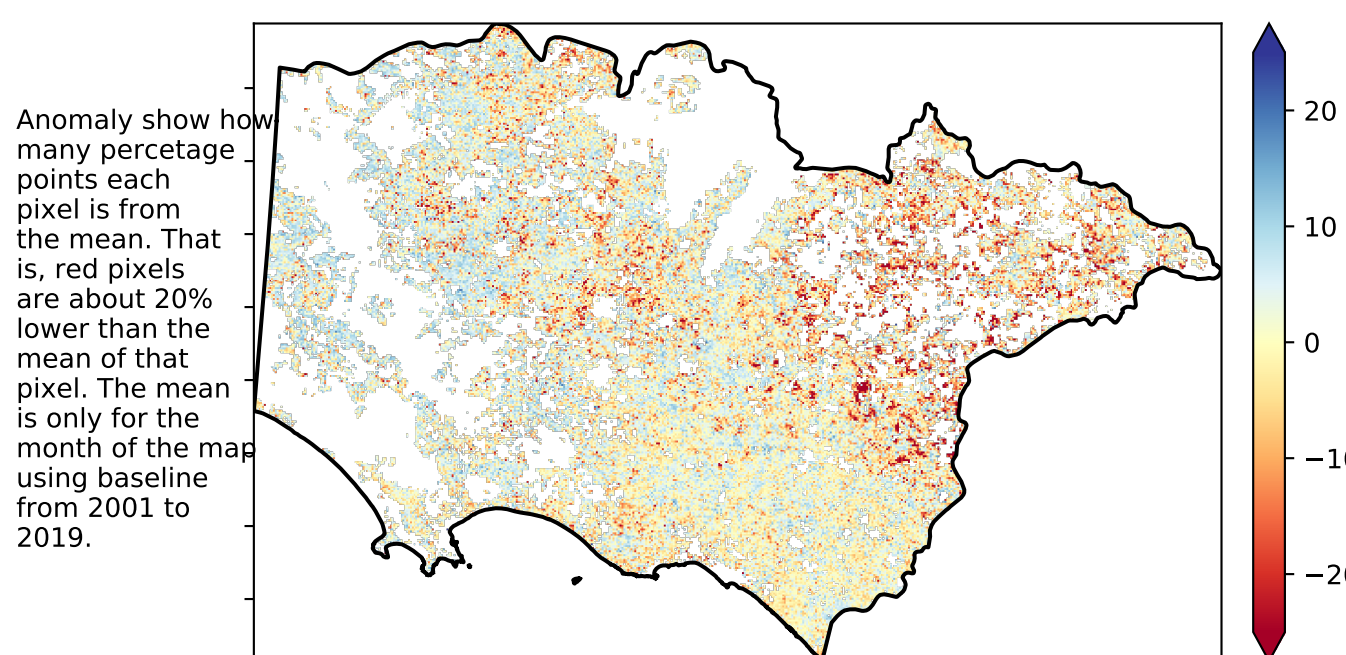 Anomaly show how
many percetage
points each
pixel is from
the mean. That
is, red pixels
are about 20%
lower than the
mean of that
pixel. The mean
is only for the
month of the map
using baseline
from 2001 to
2019.
20
10
0
−10
−20